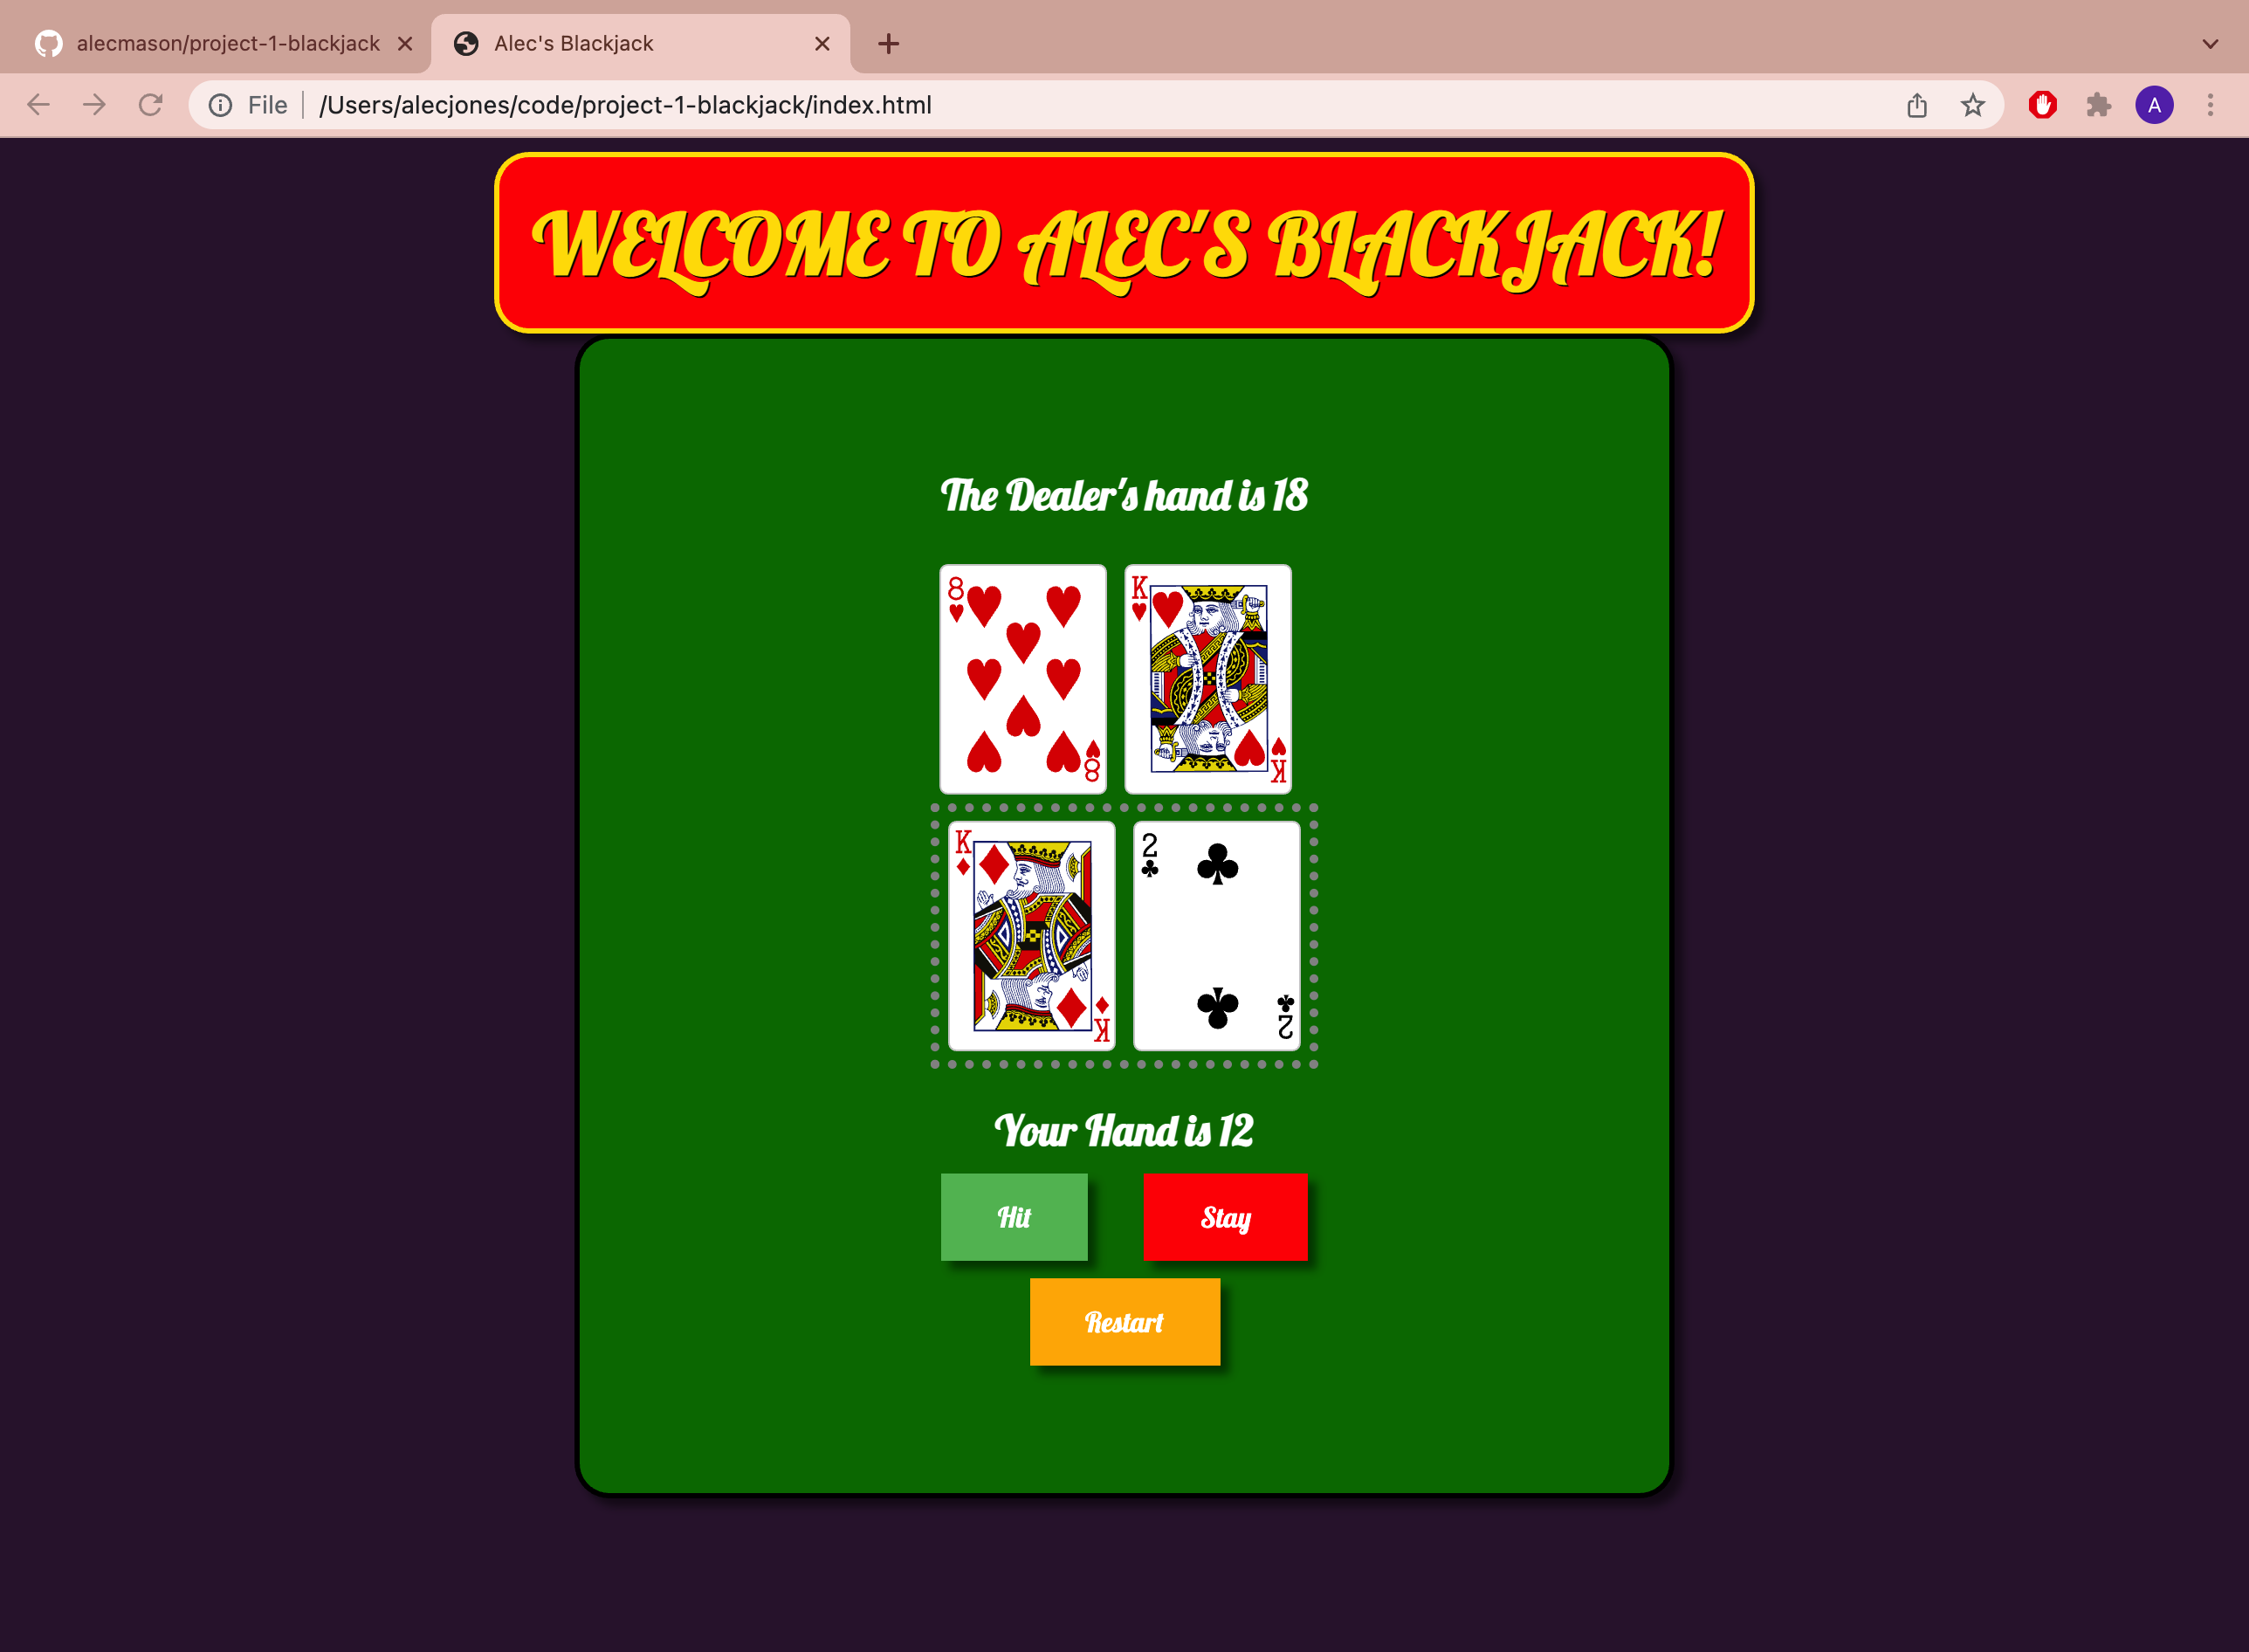 alecmason/project-1-blackjack
Alec's Blackjack
File
/Users/alecjones/code/project-1-blackjack/index.html
A
WELCOME TO ALEC'S BLACKJACK!
The Dealer's hand is 18
8
8
K
K
K
K
2
2
Your Hand is 12
Hit
Stay
Restart